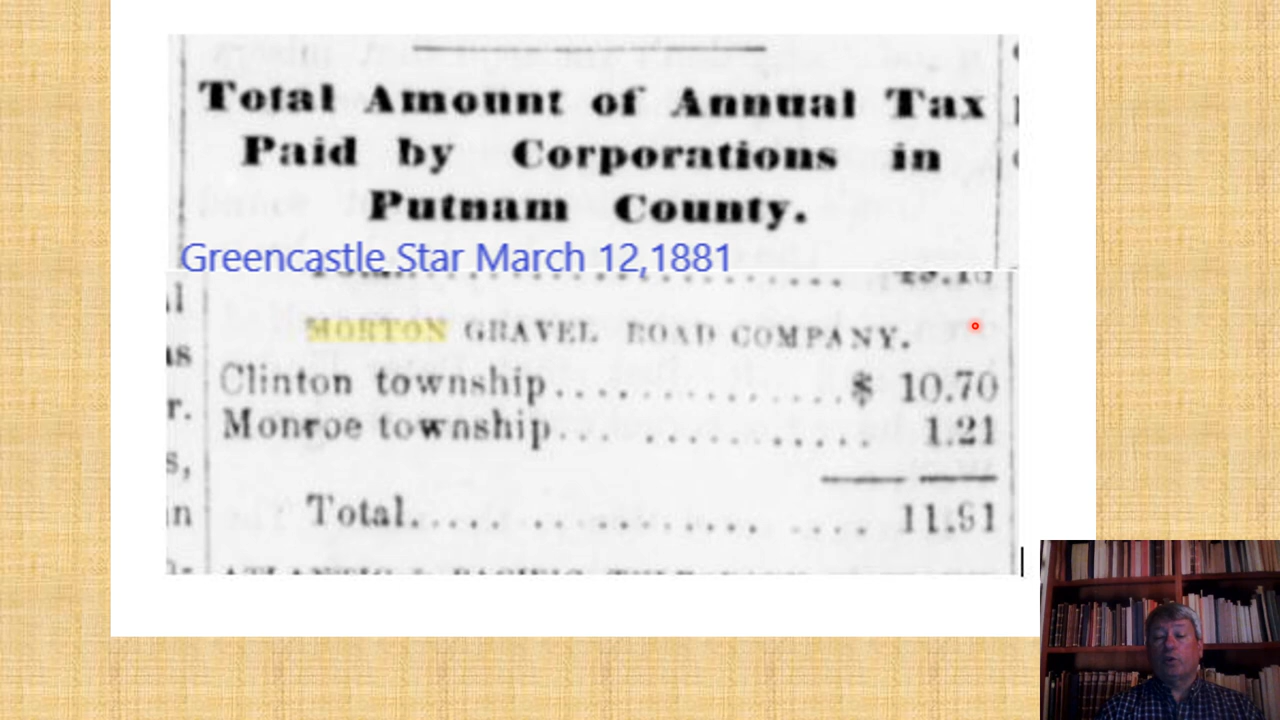 Total Amount of Annual Tax
Paid by Corporations in
Putnam County.
Greencastle Star March 12,1881
MORTON GRAVEL ROAD COMPANY.
Clinton township.............. $ 10.70
Monroe township... ........... 1.21
Total..... ........... .... 11.91